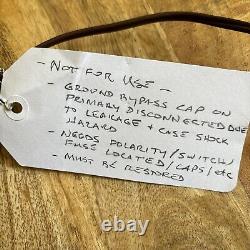 - NOT FOR USE -
- GROUND BYPASS CAP ON
PRIMARY DISCONNECTED DUE
TO LEAKAGE + CASE SHOCK
HAZARD
- NEEDS POLARITY/SWITCH/
FUSE LOCATED/CAPS/etc
- MUST BE RESTORED